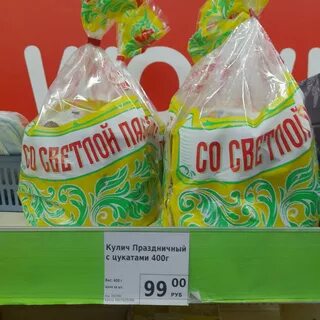 СО СВЕТЛОЙ ПАС
СО СВЕТЛОЙ
Кулич Праздничный
с цукатами 400г
99 00
РУБ